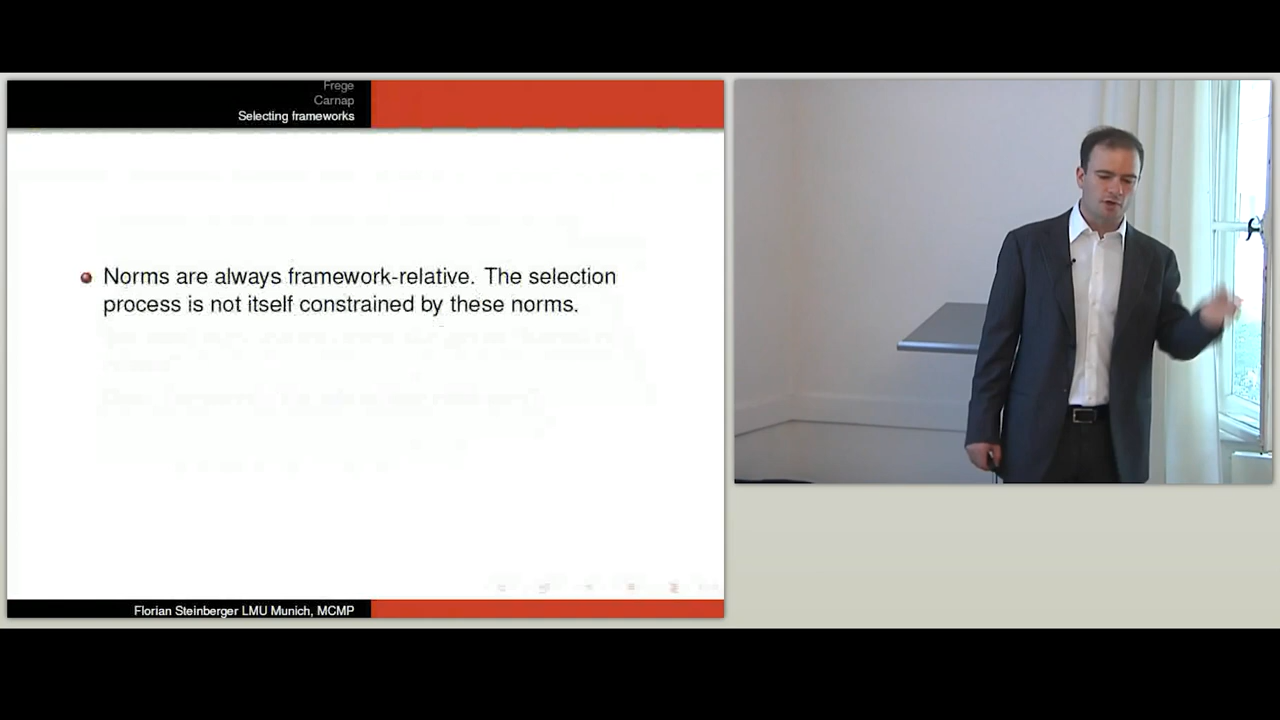 Frege
Carnap
Selecting frameworks
Norms are always framework-relative. The selection
process is not itself constrained by these norms.
Florian Steinberger LMU Munich, MCMP